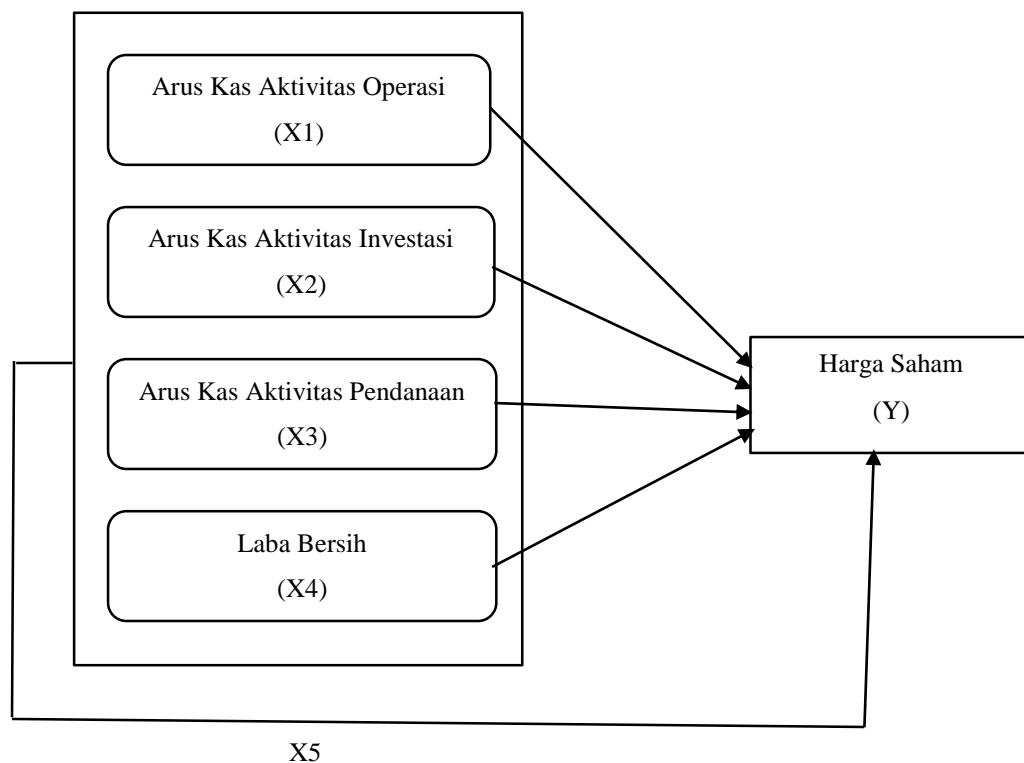 Arus Kas Aktivitas Operasi
(X1)
Arus Kas Aktivitas Investasi
(X2)
Arus Kas Aktivitas Pendanaan
(X3)
Laba Bersih
(X4)
Harga Saham
(Y)
X5